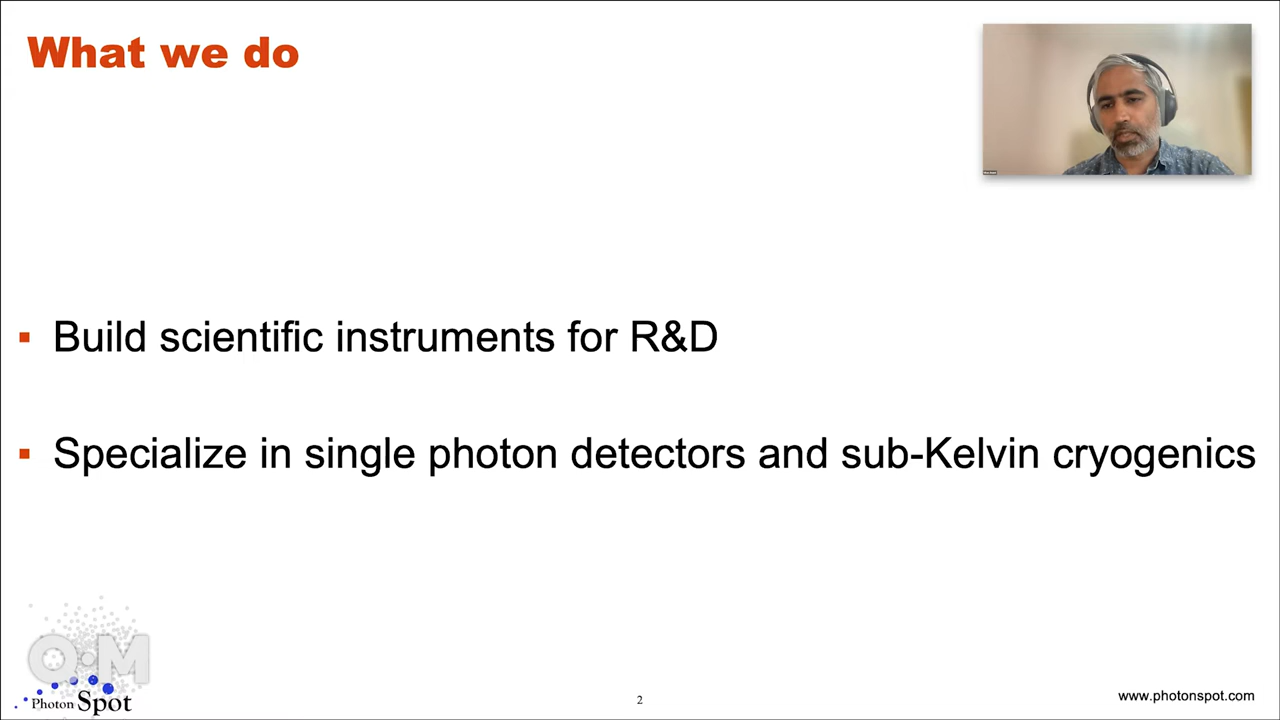 What we do
▪ Build scientific instruments for R&D
▪ Specialize in single photon detectors and sub-Kelvin cryogenics
Q·M
Photon Spot
2
www.photonspot.com